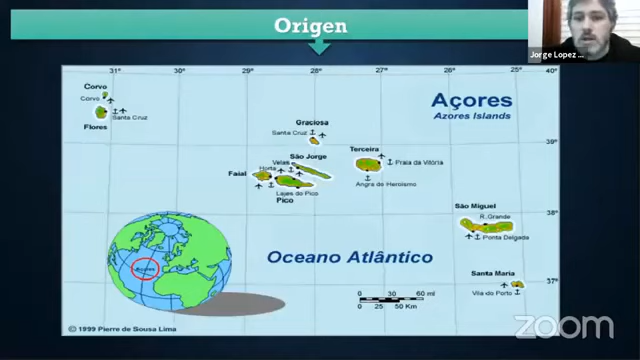 Origen
Jorge Lopez ...
31°
30°
29°
28°
27°
26°
25°
40°
Corvo
Corvo
Santa Cruz
Flores
Açores
Azores Islands
Graciosa
Santa Cruz
39°
Terceira
Praia da Vitória
Angra do Heroísmo
São Jorge
Velas
Horta
Faial
Lajes do Pico
Pico
São Miguel
R. Grande
Ponta Delgada
38°
Oceano Atlântico
Santa Maria
Vila do Porto
37°
Açores
0 30 60 ml
0 25 50 Km
© 1999 Pierre de Sousa Lima
zoom